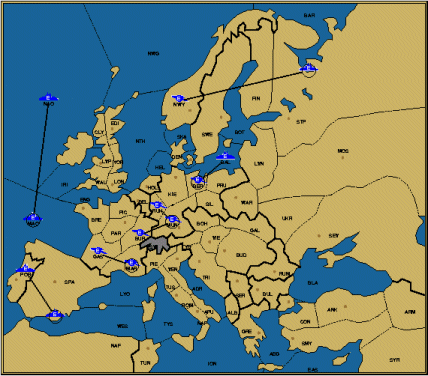 BAR
NWG
NAO
NWY
FIN
STP
EDI
CLY
NTH
SKA
SWE
BOT
MOS
LVP
YOR
DEN
HEL
BAL
LVN
IRI
WAL
LON
HOL
KIE
BER
PRU
WAR
ENG
BEL
RUH
SIL
UKR
MAO
BRE
PIC
PAR
BUR
MUN
BOH
GAL
SEV
VIE
BUD
GAS
MAR
PIE
VEN
TRI
RUM
POR
SPA
LYO
TUS
ADR
SER
BUL
BLA
ROM
APU
ALB
CON
ANK
ARM
WES
TYS
NAP
GRE
SMY
NAF
TUN
ION
AEG
EAS
SYR